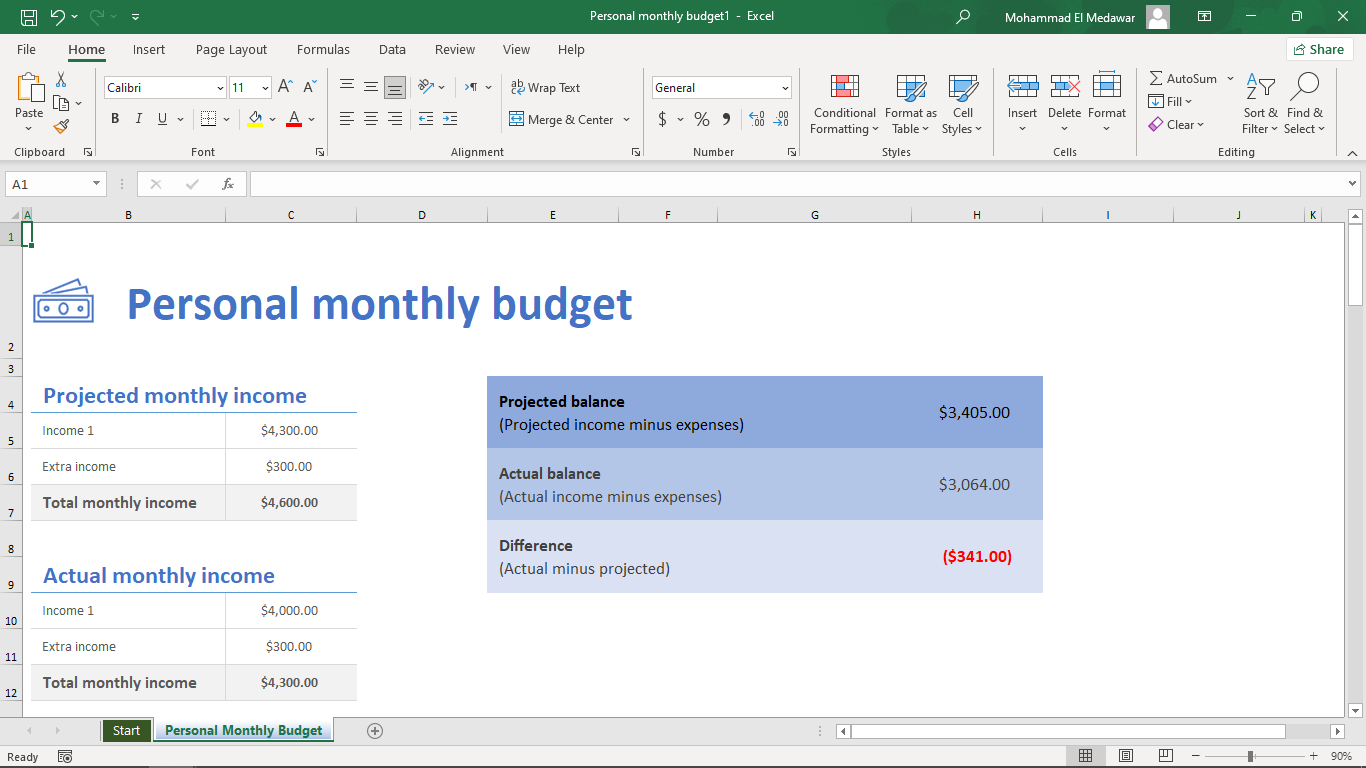 Personal monthly budget1 - Excel
Mohammad El Medawar
File Home Insert Page Layout Formulas Data Review View Help
Share
Paste
Clipboard
Calibri 11
B I U
Font
ab Wrap Text
Merge & Center
Alignment
General
$ % 9
Number
Conditional Formatting
Format as Table
Cell Styles
Styles
Insert Delete Format
Cells
AutoSum
Fill
Clear
Sort & Filter
Find & Select
Editing
A1
fx
A B C D E F G H I J K
1
2
Personal monthly budget
3
4
Projected monthly income
5
Income 1 $4,300.00
6
Extra income $300.00
7
Total monthly income $4,600.00
8
9
Actual monthly income
10
Income 1 $4,000.00
11
Extra income $300.00
12
Total monthly income $4,300.00
Projected balance
(Projected income minus expenses)
$3,405.00
Actual balance
(Actual income minus expenses)
$3,064.00
Difference
(Actual minus projected)
($341.00)
Start Personal Monthly Budget
Ready
90%